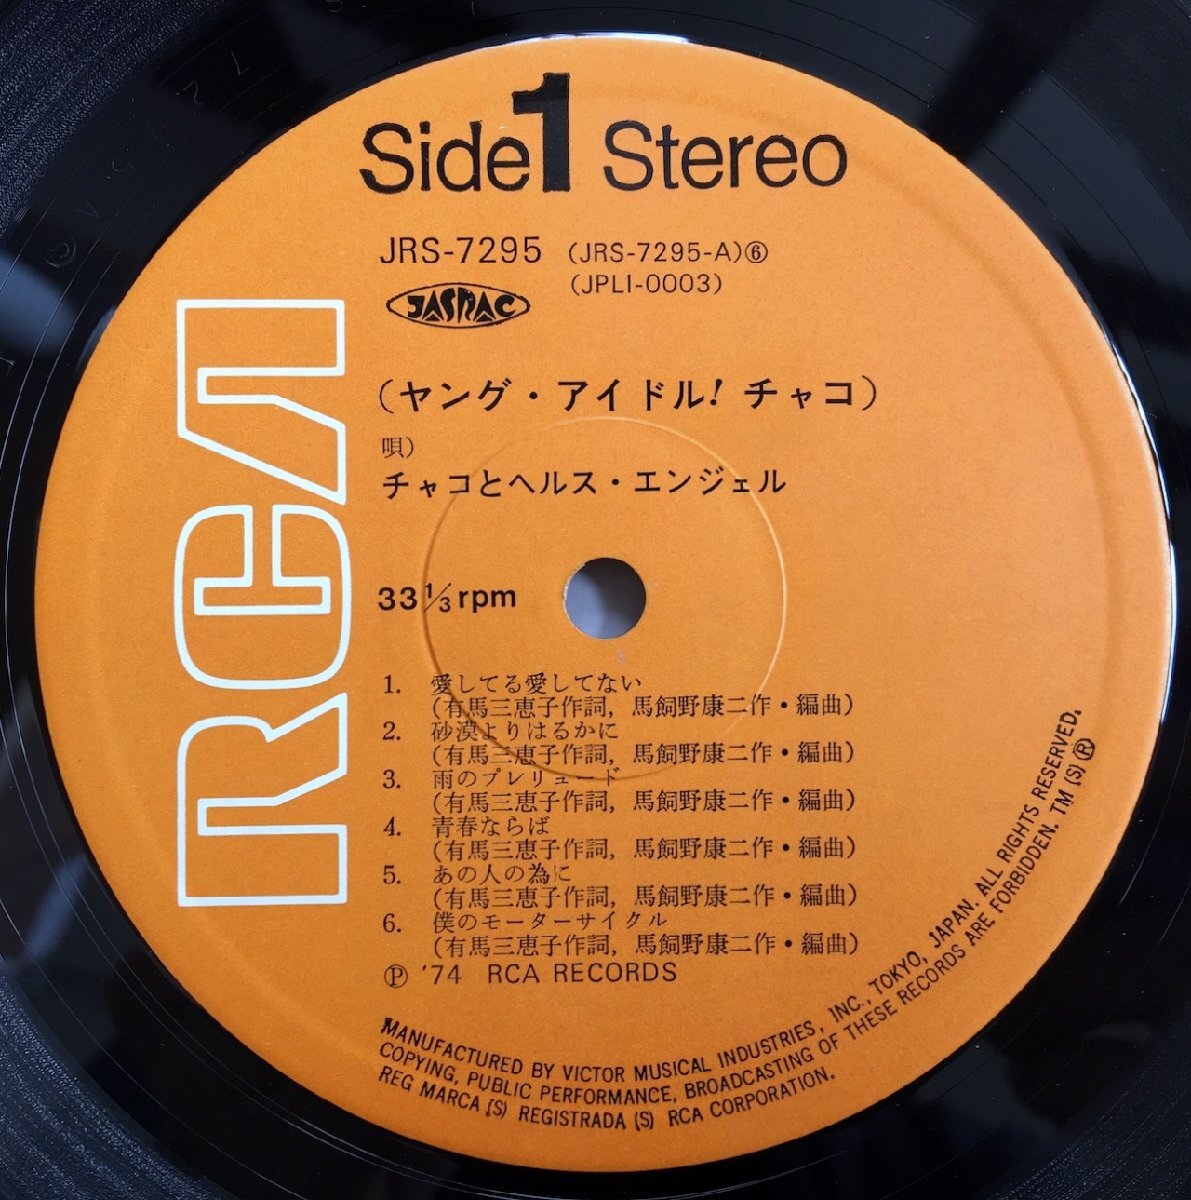 Side 1 Stereo
JRS-7295 (JRS-7295-A)⑥
(JPLI-0003)
JASRAC
RCA
(ヤング・アイドル! チャコ)
唄)
チャコとヘルス・エンジェル
33 1/3 rpm
1. 愛してる愛してない
(有馬三恵子作詞, 馬飼野康二作・編曲)
2. 砂漠よりはるかに
(有馬三恵子作詞, 馬飼野康二作・編曲)
3. 雨のプレリュード
(有馬三恵子作詞, 馬飼野康二作・編曲)
4. 青春ならば
(有馬三恵子作詞, 馬飼野康二作・編曲)
5. あの人の為に
(有馬三恵子作詞, 馬飼野康二作・編曲)
6. 僕のモーターサイクル
(有馬三恵子作詞, 馬飼野康二作・編曲)
Ⓟ '74 RCA RECORDS
MANUFACTURED BY VICTOR MUSICAL INDUSTRIES, INC., TOKYO, JAPAN. ALL RIGHTS RESERVED.
COPYING, PUBLIC PERFORMANCE, BROADCASTING OF THESE RECORDS ARE FORBIDDEN. TM (S) ®
REG MARCA (S) REGISTRADA (S) RCA CORPORATION.